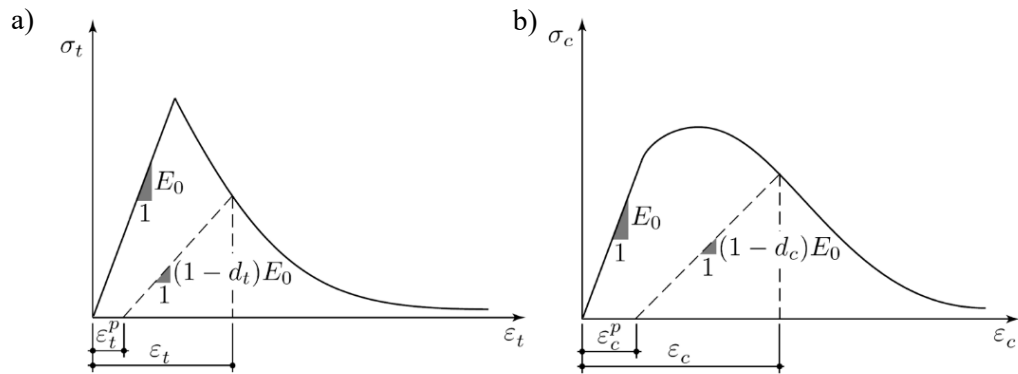 a)
σ_t
E_0
1
(1 − d_t)E_0
1
ε_t^p
ε_t
ε_t
b)
σ_c
E_0
1
(1 − d_c)E_0
1
ε_c^p
ε_c
ε_c